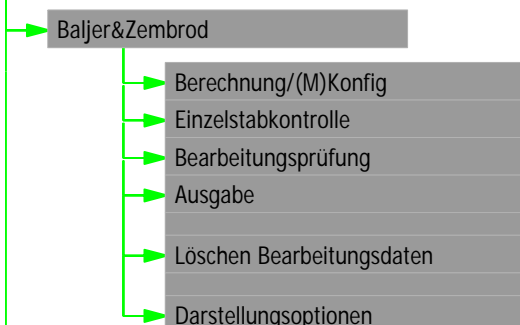 Baljer&Zembrod
Berechnung/(M)Konfig
Einzelstabkontrolle
Bearbeitungsprüfung
Ausgabe
Löschen Bearbeitungsdaten
Darstellungsoptionen